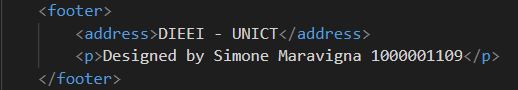 <footer>
<address>DIEEI - UNICT</address>
<p>Designed by Simone Maravigna 1000001109</p>
</footer>